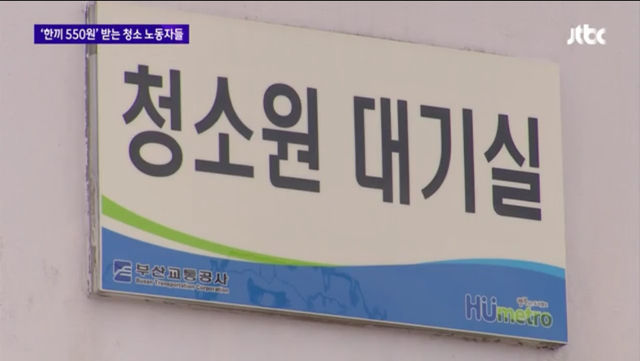 '한끼 550원' 받는 청소 노동자들
jtbc
청소원 대기실
부산교통공사
Busan Transportation Corporation
Humetro